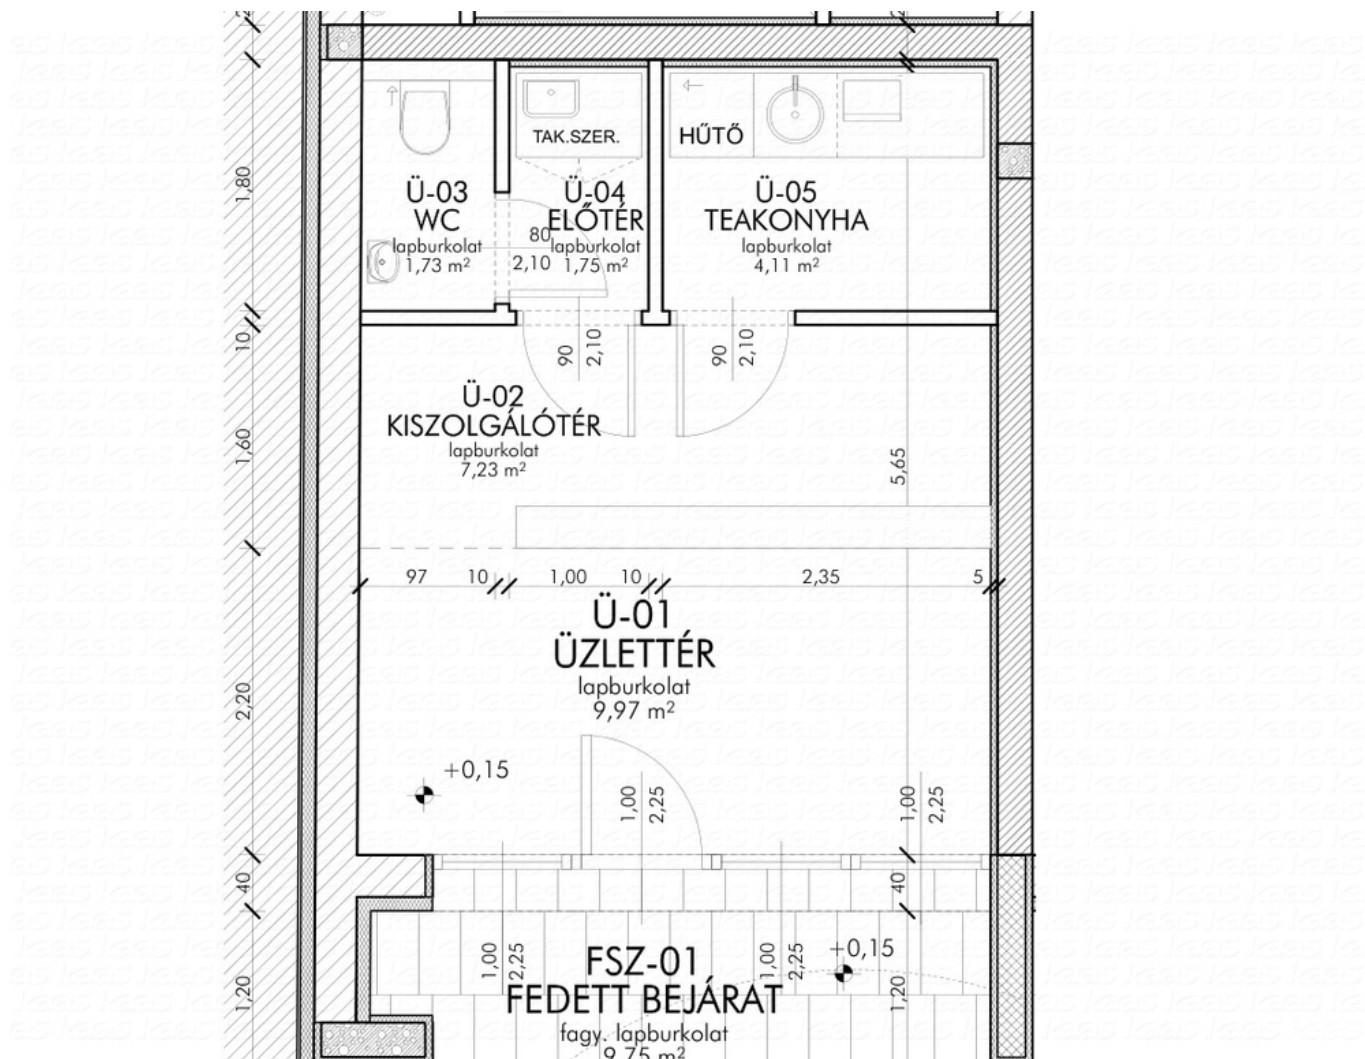 TAK.SZER.
HŰTŐ
Ü-03
WC
lapburkolat
1,73 m²
Ü-04
ELŐTÉR
lapburkolat
1,75 m²
80
2,10
Ü-05
TEAKONYHA
lapburkolat
4,11 m²
1,80
10
90
2,10
90
2,10
Ü-02
KISZOLGÁLÓTÉR
lapburkolat
7,23 m²
1,60
5,65
97
10
1,00
10
2,35
5
Ü-01
ÜZLETTÉR
lapburkolat
9,97 m²
2,20
+0,15
1,00
2,25
1,00
2,25
40
40
1,00
2,25
1,00
2,25
+0,15
FSZ-01
FEDETT BEJÁRAT
fagy. lapburkolat
9,75 m²
1,20
1,20